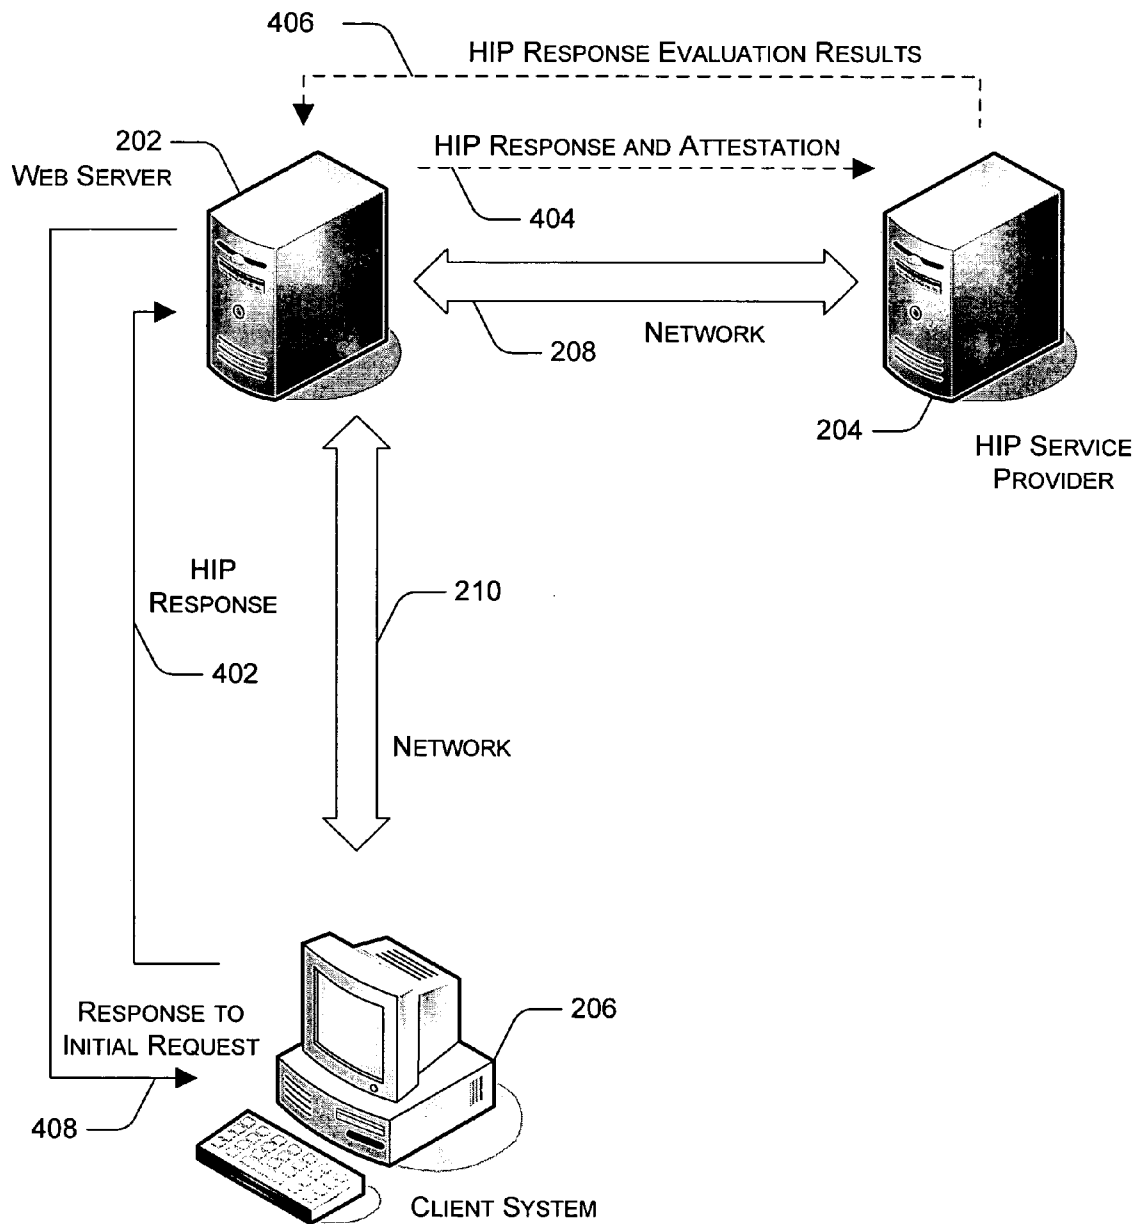 406
HIP RESPONSE EVALUATION RESULTS
202
WEB SERVER
HIP RESPONSE AND ATTESTATION
404
208
NETWORK
204
HIP SERVICE
PROVIDER
HIP
RESPONSE
210
402
NETWORK
RESPONSE TO
INITIAL REQUEST
206
408
CLIENT SYSTEM